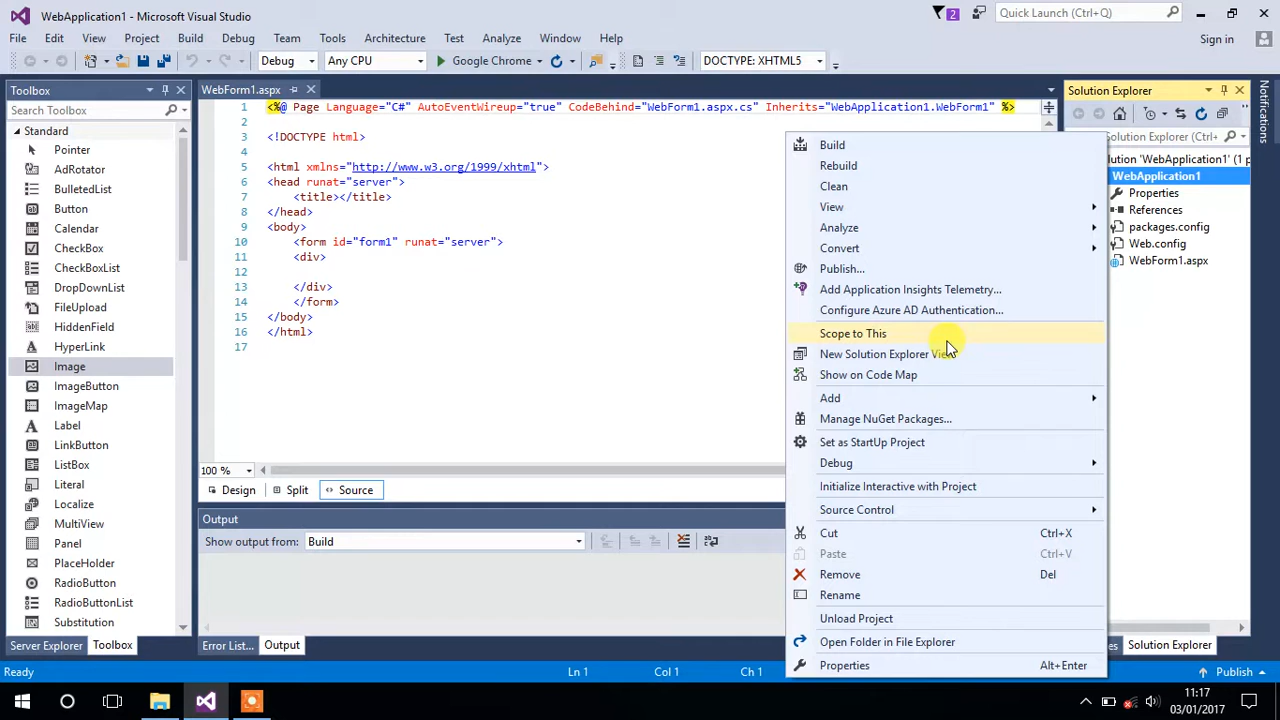 WebApplication1 - Microsoft Visual Studio
2
Quick Launch (Ctrl+Q)
File Edit View Project Build Debug Team Tools Architecture Test Analyze Window Help
Sign in
Debug Any CPU Google Chrome DOCTYPE: XHTML5
Toolbox
Search Toolbox
Standard
Pointer
AdRotator
BulletedList
Button
Calendar
CheckBox
CheckBoxList
DropDownList
FileUpload
HiddenField
HyperLink
Image
ImageButton
ImageMap
Label
LinkButton
ListBox
Literal
Localize
MultiView
Panel
PlaceHolder
RadioButton
RadioButtonList
Substitution
Server Explorer Toolbox
WebForm1.aspx
1 <%@ Page Language="C#" AutoEventWireup="true" CodeBehind="WebForm1.aspx.cs" Inherits="WebApplication1.WebForm1" %>
2
3 <!DOCTYPE html>
4
5 <html xmlns="http://www.w3.org/1999/xhtml">
6 <head runat="server">
7 <title></title>
8 </head>
9 <body>
10 <form id="form1" runat="server">
11 <div>
12
13 </div>
14 </form>
15 </body>
16 </html>
17
100 %
Design Split Source
Output
Show output from: Build
Error List... Output
Build
Rebuild
Clean
View
Analyze
Convert
Publish...
Add Application Insights Telemetry...
Configure Azure AD Authentication...
Scope to This
New Solution Explorer
Show on Code Map
Add
Manage NuGet Packages...
Set as StartUp Project
Debug
Initialize Interactive with Project
Source Control
Cut Ctrl+X
Paste Ctrl+V
Remove Del
Rename
Unload Project
Open Folder in File Explorer
Properties Alt+Enter
Solution Explorer
Solution Explorer (Ctrl+
lution 'WebApplication1' (1 p
WebApplication1
Properties
References
packages.config
Web.config
WebForm1.aspx
es Solution Explorer
Notifications
Ready Ln 1 Col 1 Ch 1 Publish
11:17
03/01/2017